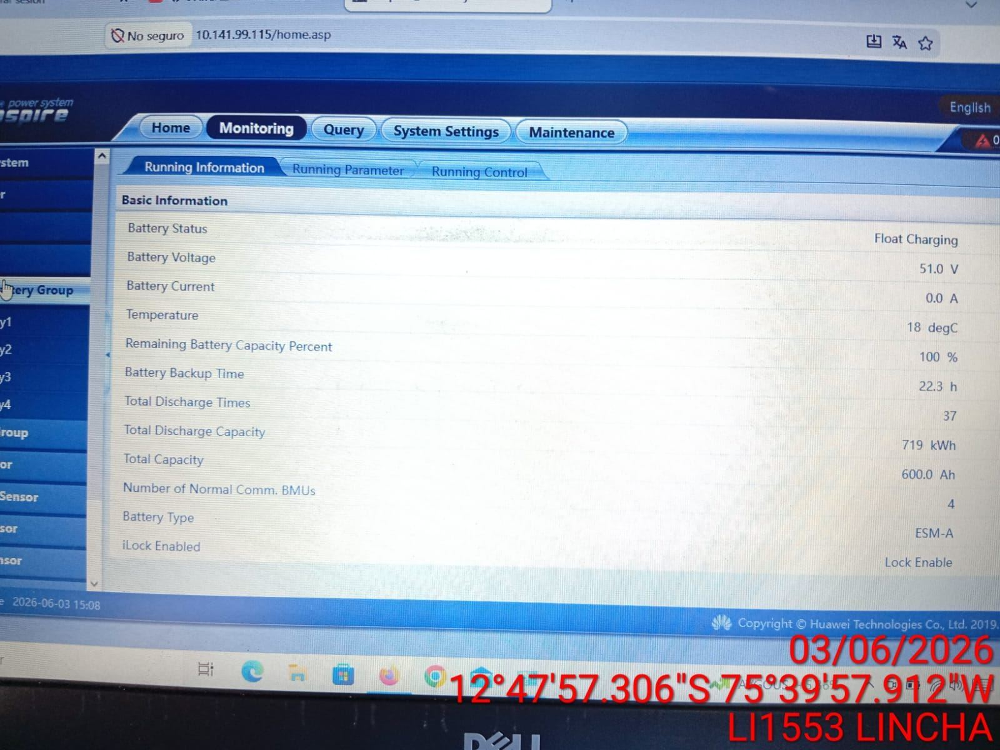 No seguro 10.141.99.115/home.asp
power system
English
Home Monitoring Query System Settings Maintenance
0
Running Information Running Parameter Running Control
Basic Information
Battery Status Float Charging
Battery Voltage 51.0 V
Battery Current 0.0 A
Temperature 18 degC
Remaining Battery Capacity Percent 100 %
Battery Backup Time 22.3 h
Total Discharge Times 37
Total Discharge Capacity 719 kWh
Total Capacity 600.0 Ah
Number of Normal Comm. BMUs 4
Battery Type ESM-A
iLock Enabled Lock Enable
stem
r
tery Group
y1
y2
y3
y4
roup
or
Sensor
sor
nsor
2026-06-03 15:08
Copyright © Huawei Technologies Co., Ltd. 2019.
03/06/2026
12°47'57.306"S 75°39'57.912"W
LI1553 LINCHA
DELL